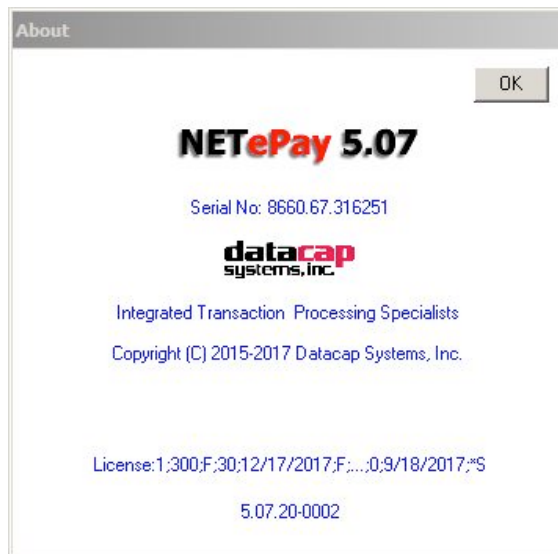 About
OK
NETePay 5.07
Serial No: 8660.67.316251
datacap
systems,inc.
Integrated Transaction Processing Specialists
Copyright (C) 2015-2017 Datacap Systems, Inc.
License:1;300;F;30;12/17/2017;F;...;0;9/18/2017;*S
5.07.20-0002